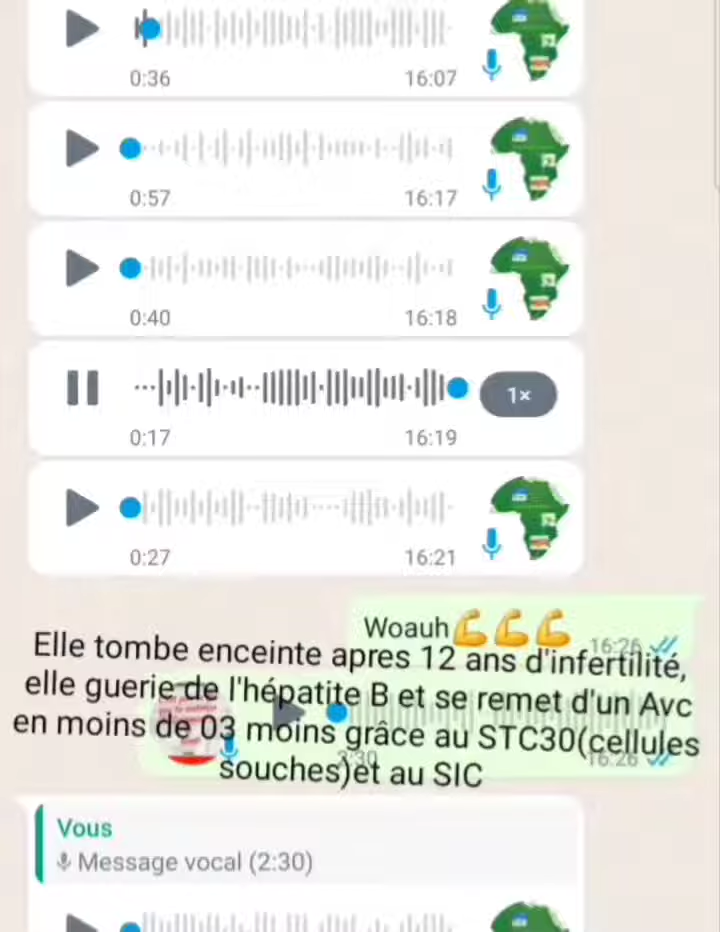 0:36 16:07
0:57 16:17
0:40 16:18
1×
0:17 16:19
0:27 16:21
Woauh💪💪💪 16:26
Elle tombe enceinte apres 12 ans d'infertilité,
elle guerie de l'hépatite B et se remet d'un Avc
en moins de 03 moins grâce au STC30(cellules
souches)et au SIC
2:30 16:26
Vous
Message vocal (2:30)